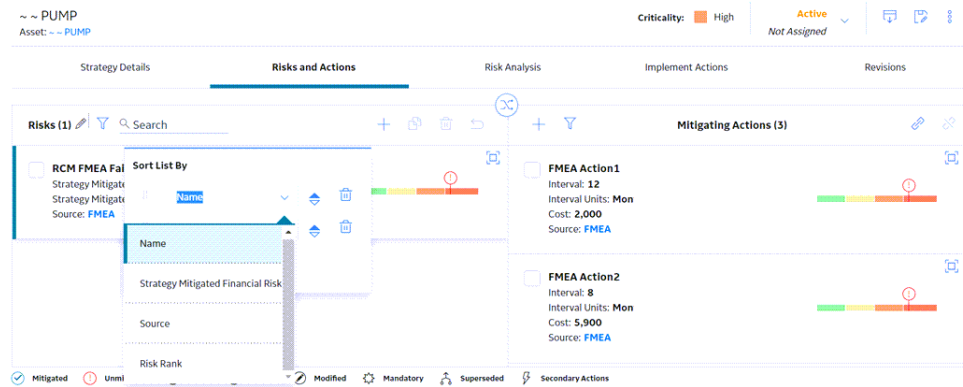 ~ ~ PUMP
Asset: ~ ~ PUMP
Criticality: High
Active
Not Assigned
Strategy Details
Risks and Actions
Risk Analysis
Implement Actions
Revisions
Risks (1)
Search
Mitigating Actions (3)
RCM FMEA Fai
Strategy Mitigate
Strategy Mitigate
Source: FMEA
Sort List By
Name
Name
Strategy Mitigated Financial Risk
Source
Risk Rank
FMEA Action1
Interval: 12
Interval Units: Mon
Cost: 2,000
Source: FMEA
FMEA Action2
Interval: 8
Interval Units: Mon
Cost: 5,900
Source: FMEA
Mitigated
Unmi
Modified
Mandatory
Superseded
Secondary Actions